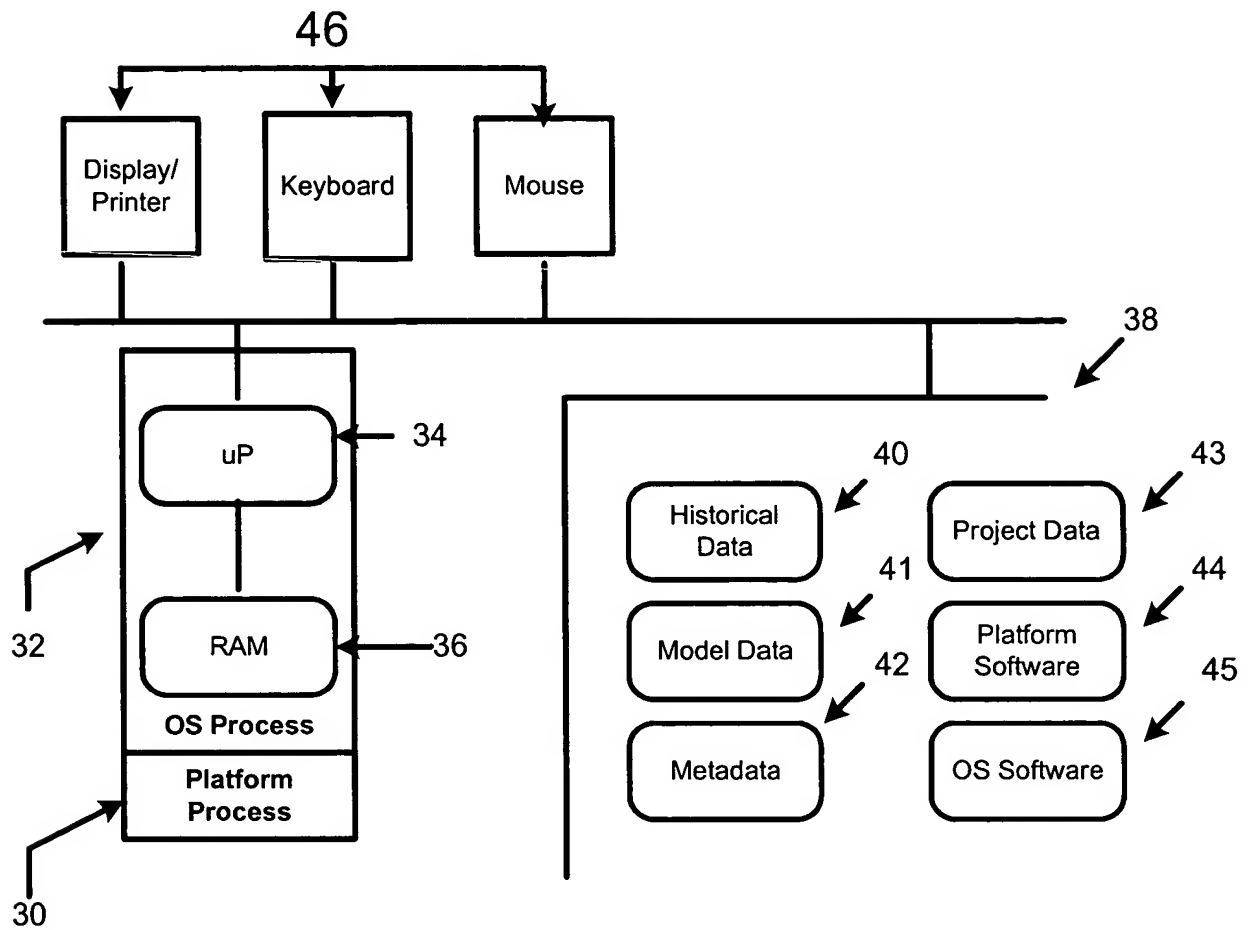 46
Display/
Printer
Keyboard
Mouse
38
uP
34
40
43
Historical
Data
Project Data
41
44
32
RAM
36
Model Data
Platform
Software
42
45
OS Process
Metadata
OS Software
Platform
Process
30